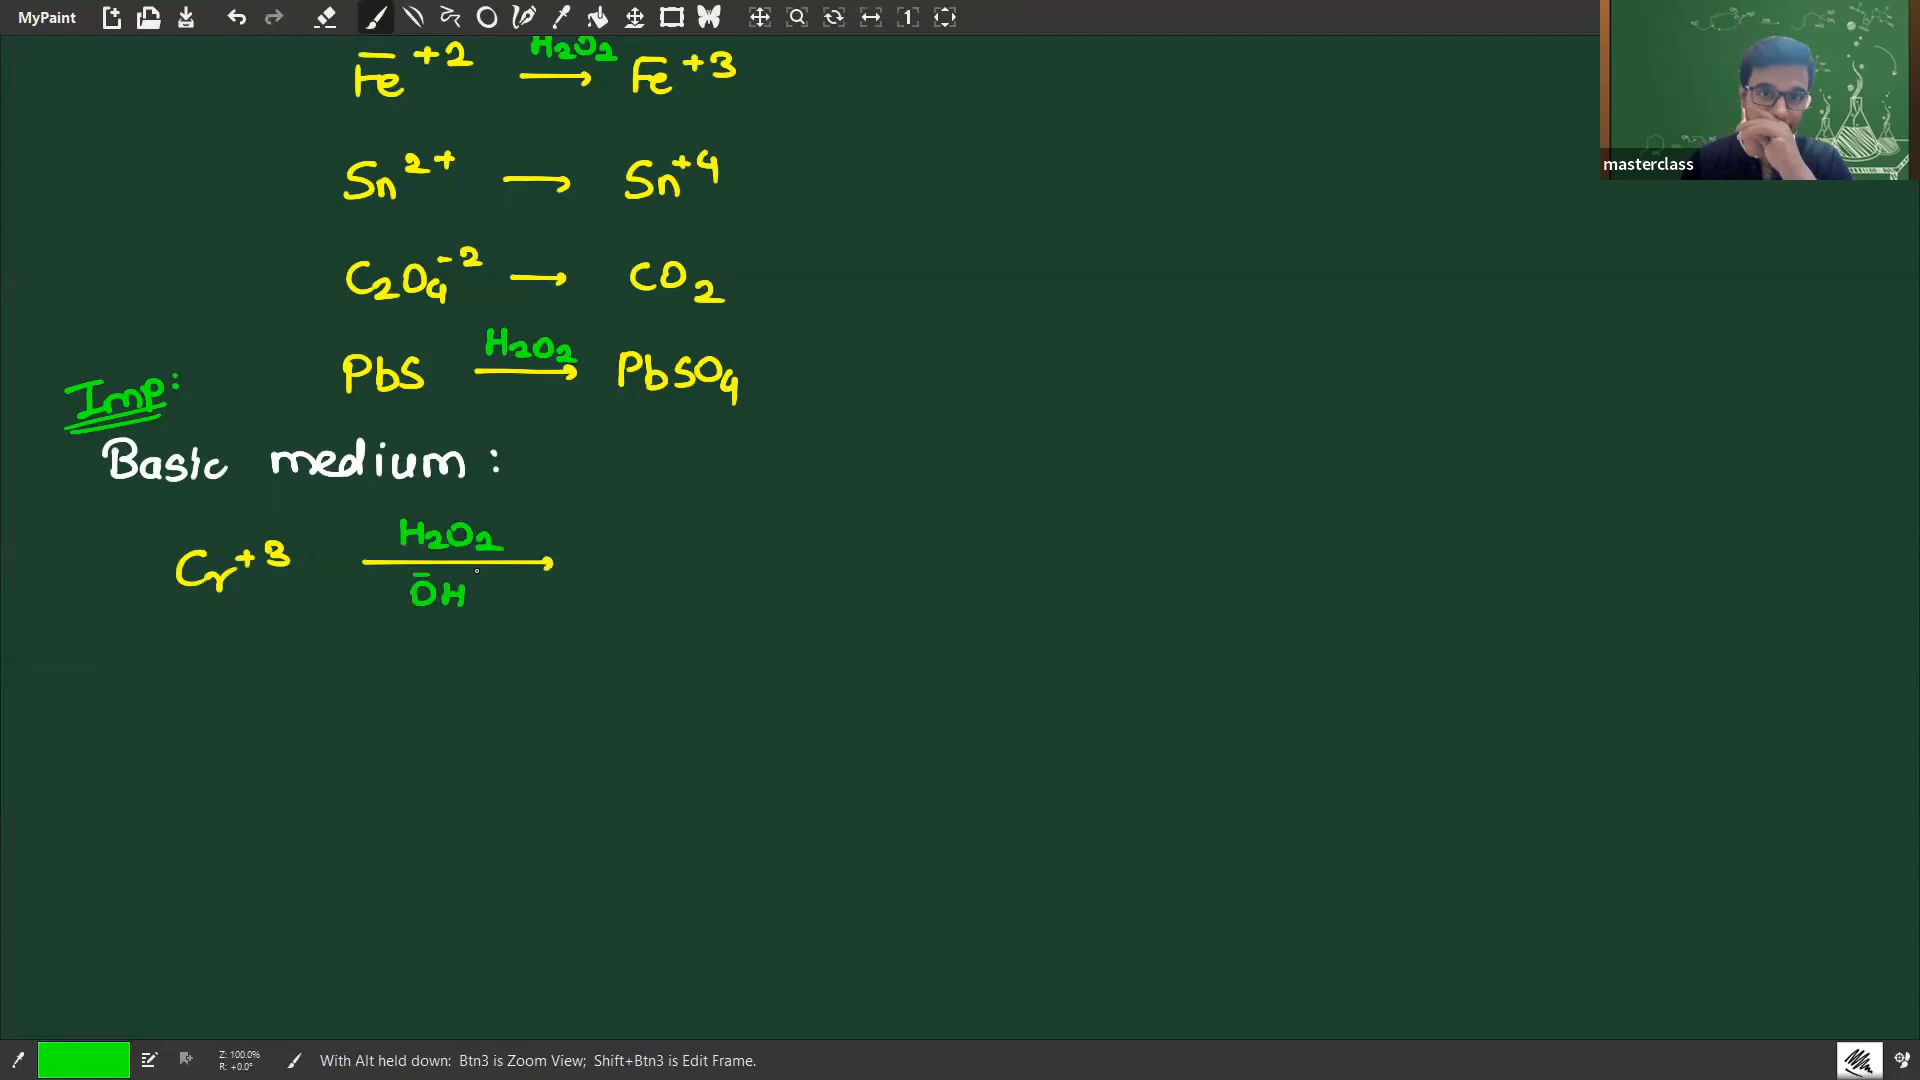 MyPaint
1
Fe+2 H2O2→ Fe+3
masterclass
Sn2+ → Sn+4
C2O4-2 → CO2
PbS H2O2→ PbSO4
Imp:
Basic medium:
Cr+3 H2O2→
ŌH
Z: 100.0%
R: +0.0°
With Alt held down: Btn3 is Zoom View; Shift+Btn3 is Edit Frame.